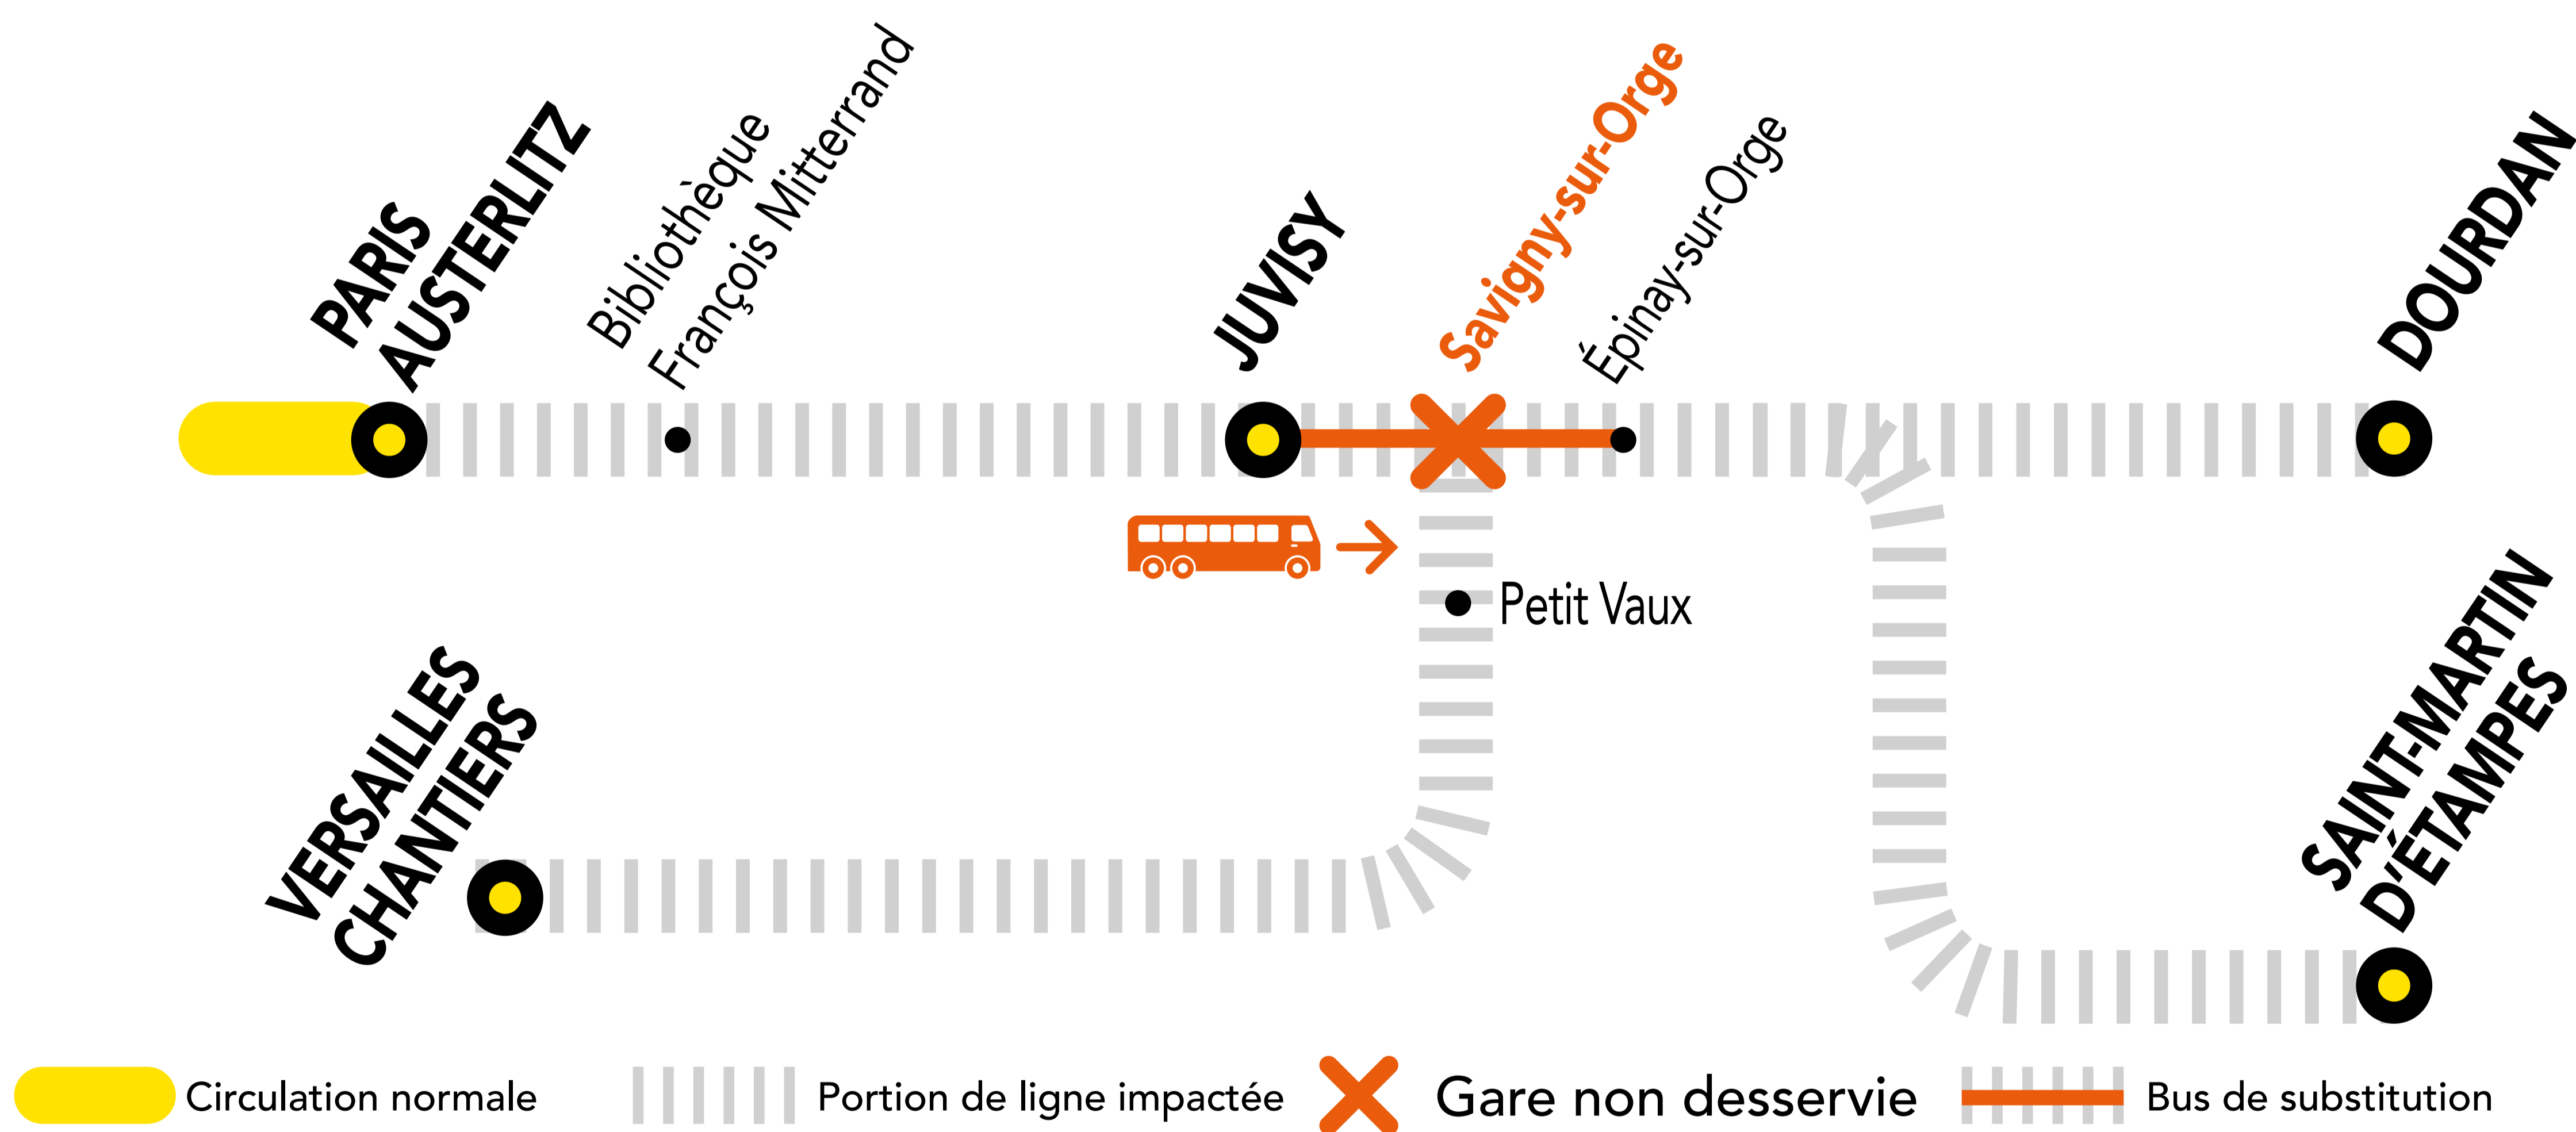 PARIS
AUSTERLITZ
Bibliothèque
François Mitterrand
JUVISY
Savigny-sur-Orge
Épinay-sur-Orge
DOURDAN
Petit Vaux
VERSAILLES
CHANTIERS
SAINT-MARTIN
D'ÉTAMPES
Circulation normale
Portion de ligne impactée
Gare non desservie
Bus de substitution